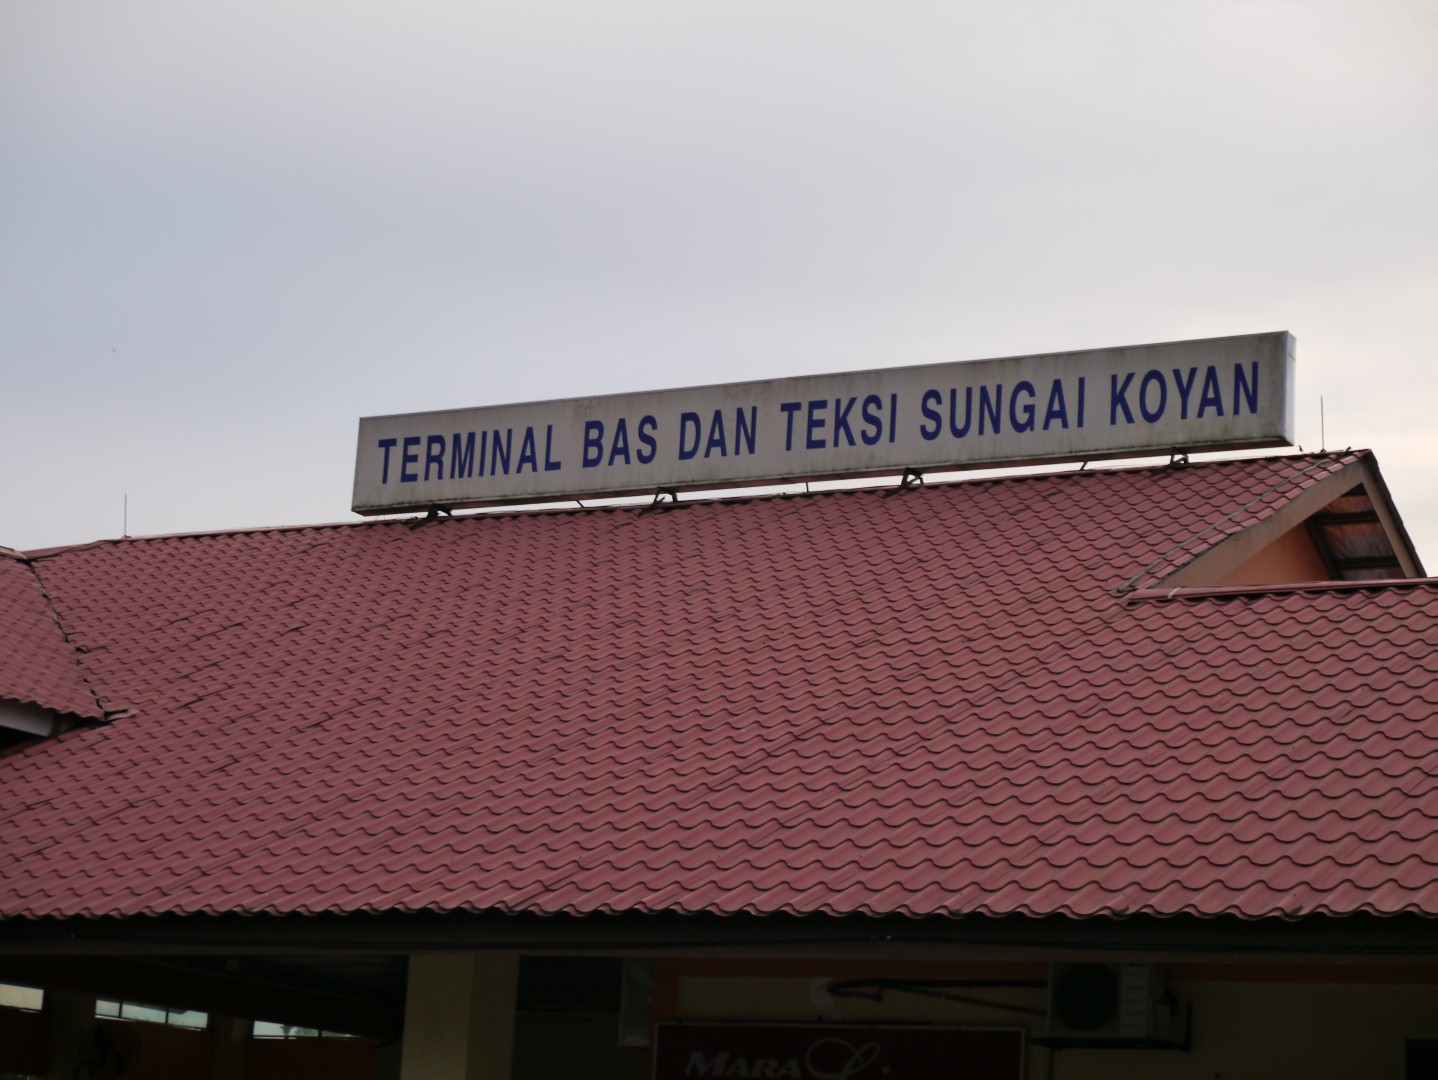 TERMINAL BAS DAN TEKSI SUNGAI KOYAN
MARA